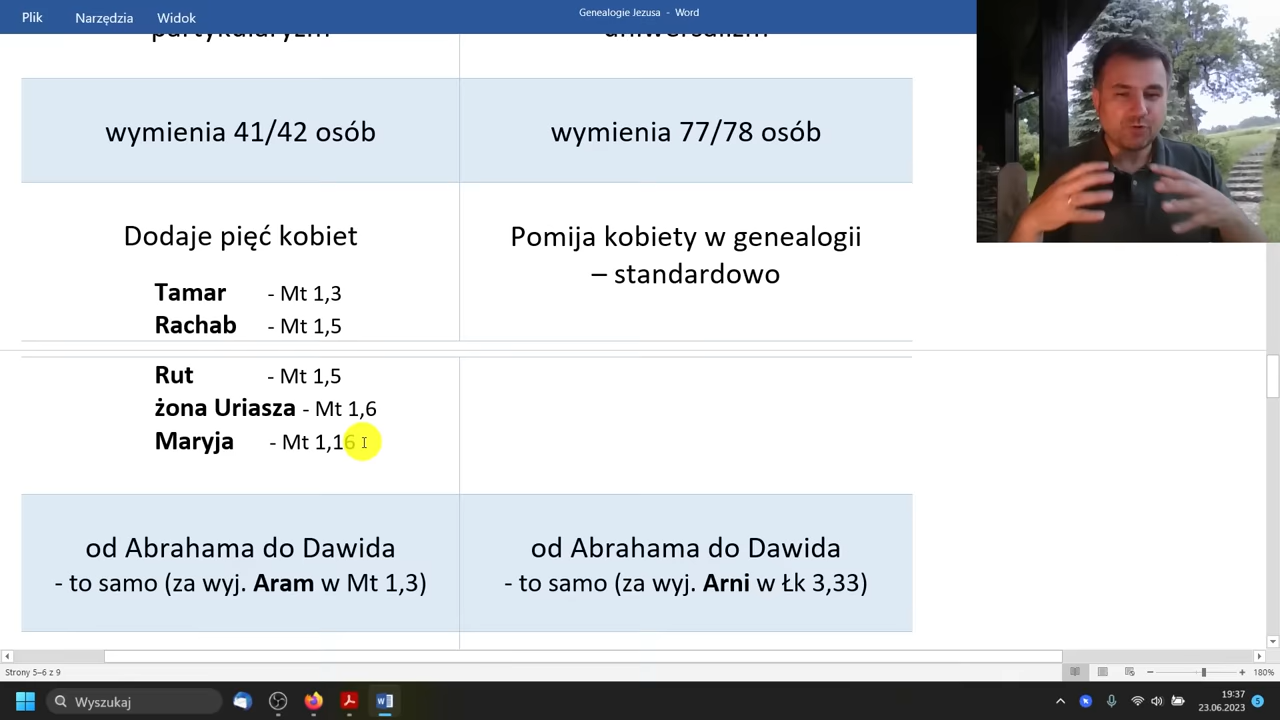 Plik Narzędzia Widok
Genealogie Jezusa - Word
partykularyzm
uniwersalizm
wymienia 41/42 osób
wymienia 77/78 osób
Dodaje pięć kobiet
Tamar - Mt 1,3
Rachab - Mt 1,5
Pomija kobiety w genealogii
– standardowo
Rut - Mt 1,5
żona Uriasza - Mt 1,6
Maryja - Mt 1,16
od Abrahama do Dawida
- to samo (za wyj. Aram w Mt 1,3)
od Abrahama do Dawida
- to samo (za wyj. Arni w Łk 3,33)
Strony 5–6 z 9
180%
Wyszukaj
19:37
23.06.2023
5